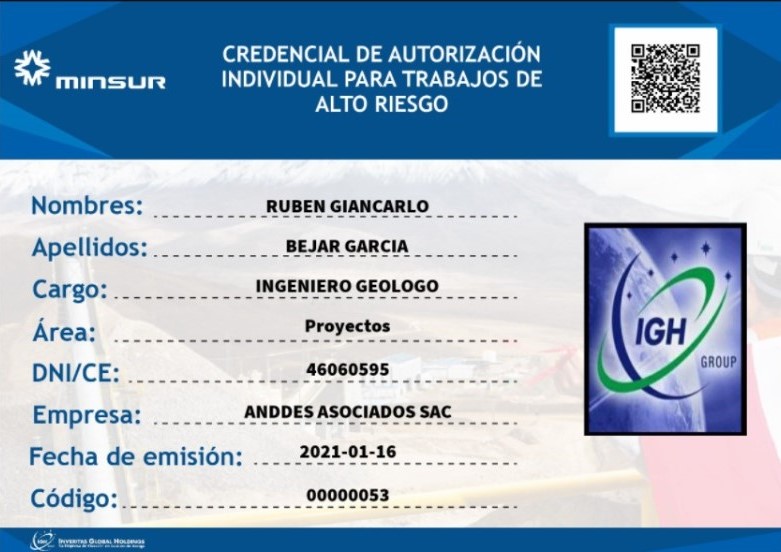 MINSUR
CREDENCIAL DE AUTORIZACIÓN
INDIVIDUAL PARA TRABAJOS DE
ALTO RIESGO
Nombres: RUBEN GIANCARLO
Apellidos: BEJAR GARCIA
Cargo: INGENIERO GEOLOGO
Área: Proyectos
DNI/CE: 46060595
Empresa: ANDDES ASOCIADOS SAC
Fecha de emisión: 2021-01-16
Código: 00000053
IGH
GROUP
INVERITAS GLOBAL HOLDINGS